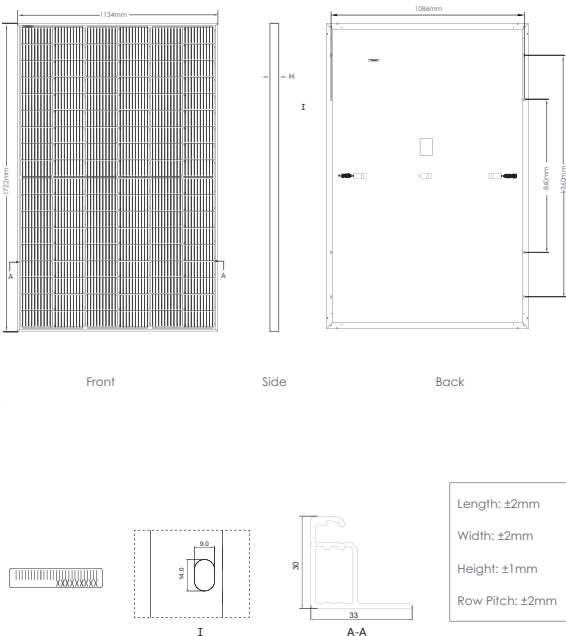 1134mm
1086mm
H
I
1722mm
860mm
1360mm
A
A
Front
Side
Back
Length: ±2mm
Width: ±2mm
Height: ±1mm
Row Pitch: ±2mm
9.0
14.0
30
33
I
A-A